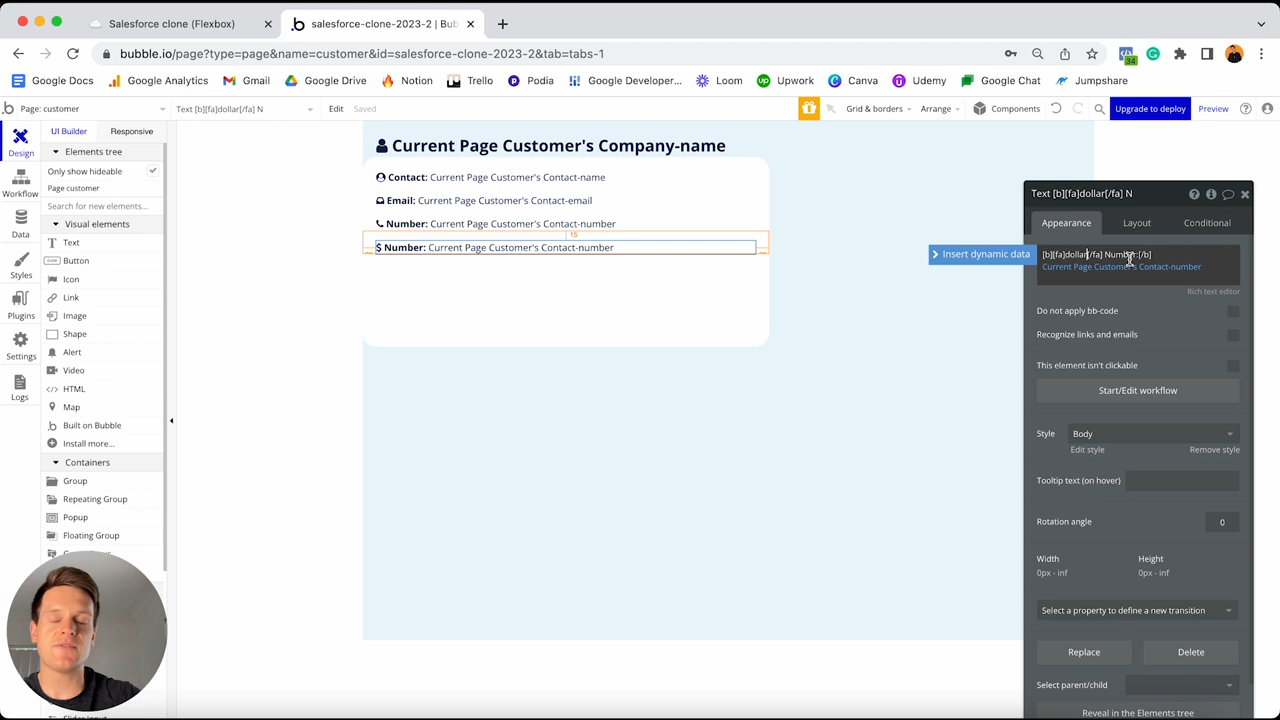 Salesforce clone (Flexbox)
salesforce-clone-2023-2 | Bub
bubble.io/page?type=page&name=customer&id=salesforce-clone-2023-2&tab=tabs-1
34
Google Docs
Google Analytics
Gmail
Google Drive
Notion
Trello
Podia
Google Developer...
Loom
Upwork
Canva
Udemy
Google Chat
Jumpshare
Page: customer
Text [b][fa]dollar[/fa] N
Edit
Saved
Grid & borders
Arrange
Components
Upgrade to deploy
Preview
Design
Workflow
Data
Styles
Plugins
Settings
Logs
UI Builder
Responsive
Elements tree
Only show hideable
Page customer
Search for new elements...
Visual elements
Text
Button
Icon
Link
Image
Shape
Alert
Video
HTML
Map
Built on Bubble
Install more...
Containers
Group
Repeating Group
Popup
Floating Group
Current Page Customer's Company-name
Contact: Current Page Customer's Contact-name
Email: Current Page Customer's Contact-email
Number: Current Page Customer's Contact-number
15
$ Number: Current Page Customer's Contact-number
Text [b][fa]dollar[/fa] N
Appearance
Layout
Conditional
Insert dynamic data
[b][fa]dollar[/fa] Number:[/b]
Current Page Customer's Contact-number
Rich text editor
Do not apply bb-code
Recognize links and emails
This element isn't clickable
Start/Edit workflow
Style
Body
Edit style
Remove style
Tooltip text (on hover)
Rotation angle
0
Width
Height
0px - inf
0px - inf
Select a property to define a new transition
Replace
Delete
Select parent/child
Reveal in the Elements tree